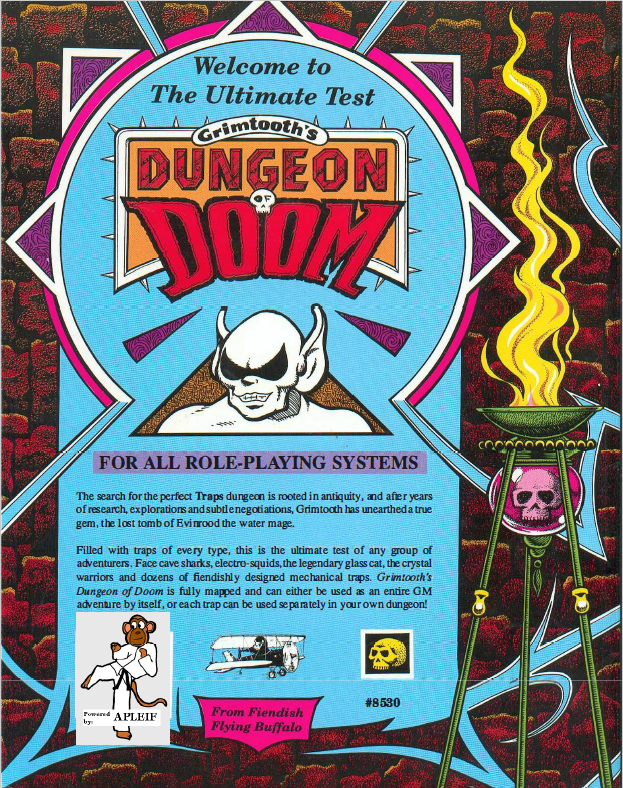 Welcome to
The Ultimate Test
Grimtooth's
DUNGEON
OF
DOOM
FOR ALL ROLE-PLAYING SYSTEMS
The search for the perfect Traps dungeon is rooted in antiquity, and after years
of research, explorations and subtle negotiations, Grimtooth has unearthed a true
gem, the lost tomb of Evinrood the water mage.
Filled with traps of every type, this is the ultimate test of any group of
adventurers. Face cave sharks, electro-squids, the legendary glass cat, the crystal
warriors and dozens of fiendishly designed mechanical traps. Grimtooth's
Dungeon of Doom is fully mapped and can either be used as an entire GM
adventure by itself, or each trap can be used separately in your own dungeon!
Powered
by: APLEIF
#8530
From Fiendish
Flying Buffalo